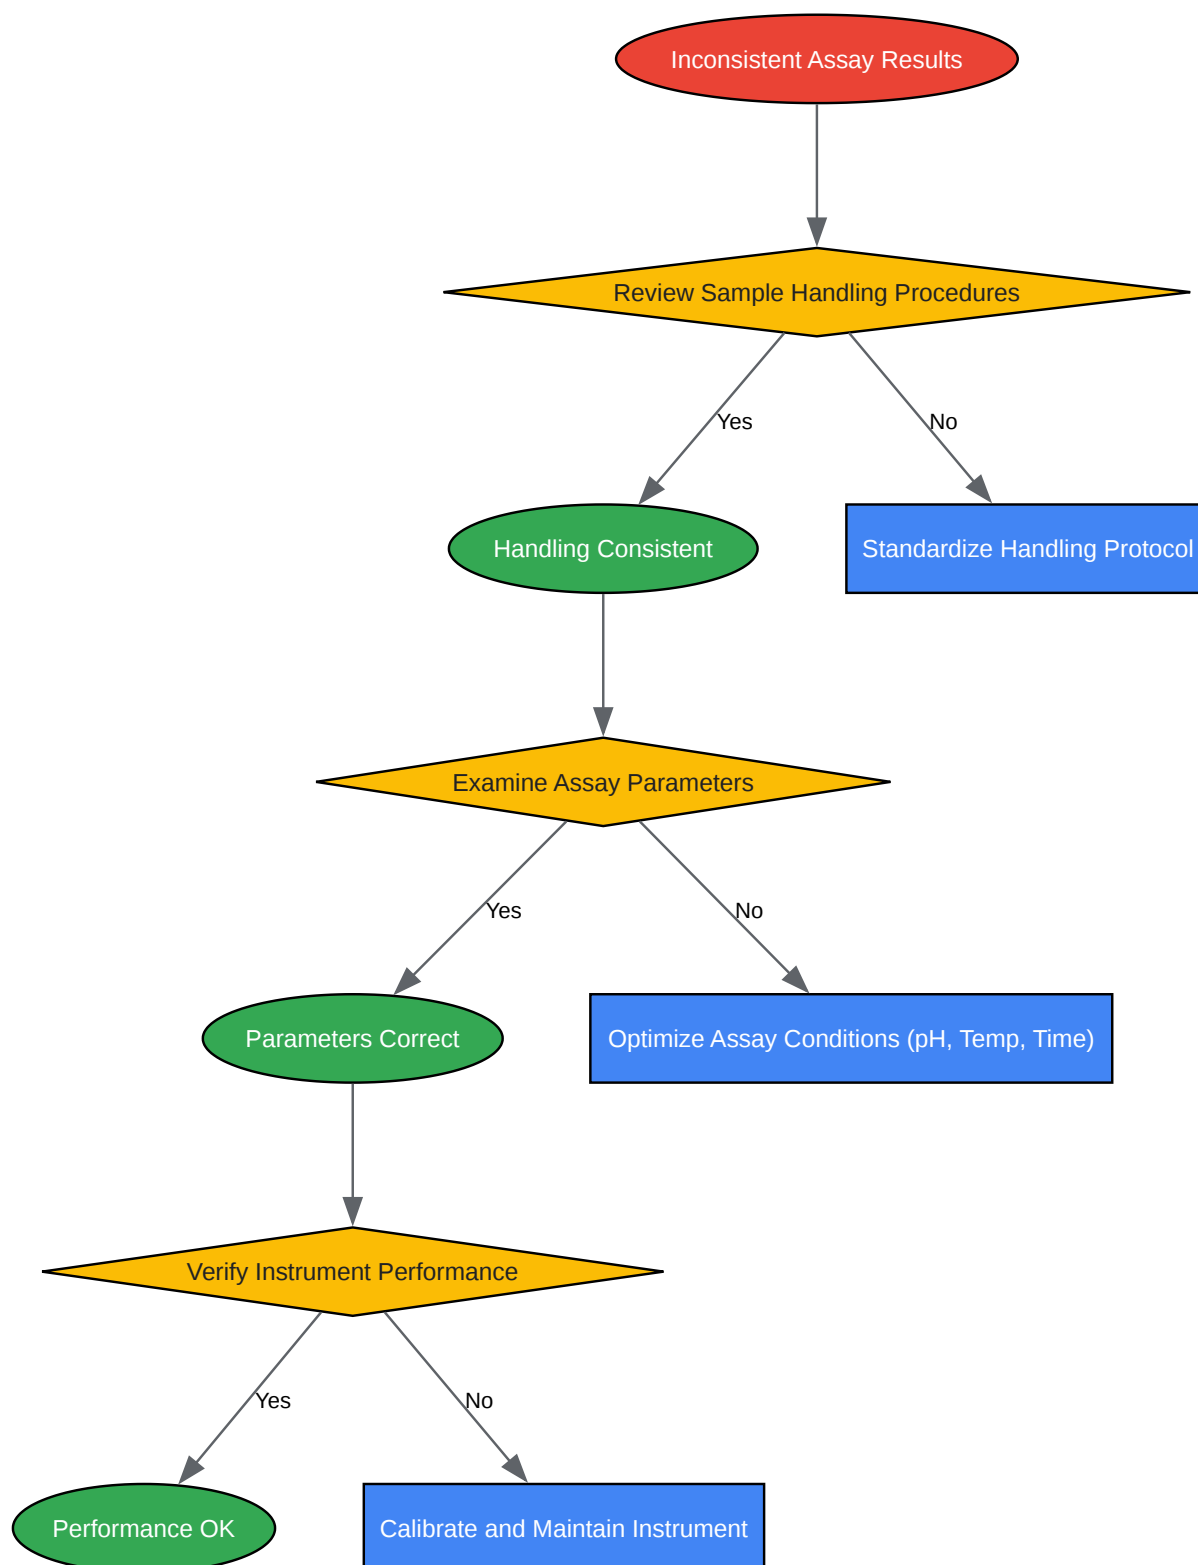 Inconsistent Assay Results
Review Sample Handling Procedures
Yes
No
Handling Consistent
Standardize Handling Protocol
Examine Assay Parameters
Yes
No
Parameters Correct
Optimize Assay Conditions (pH, Temp, Time)
Verify Instrument Performance
Yes
No
Performance OK
Calibrate and Maintain Instrument